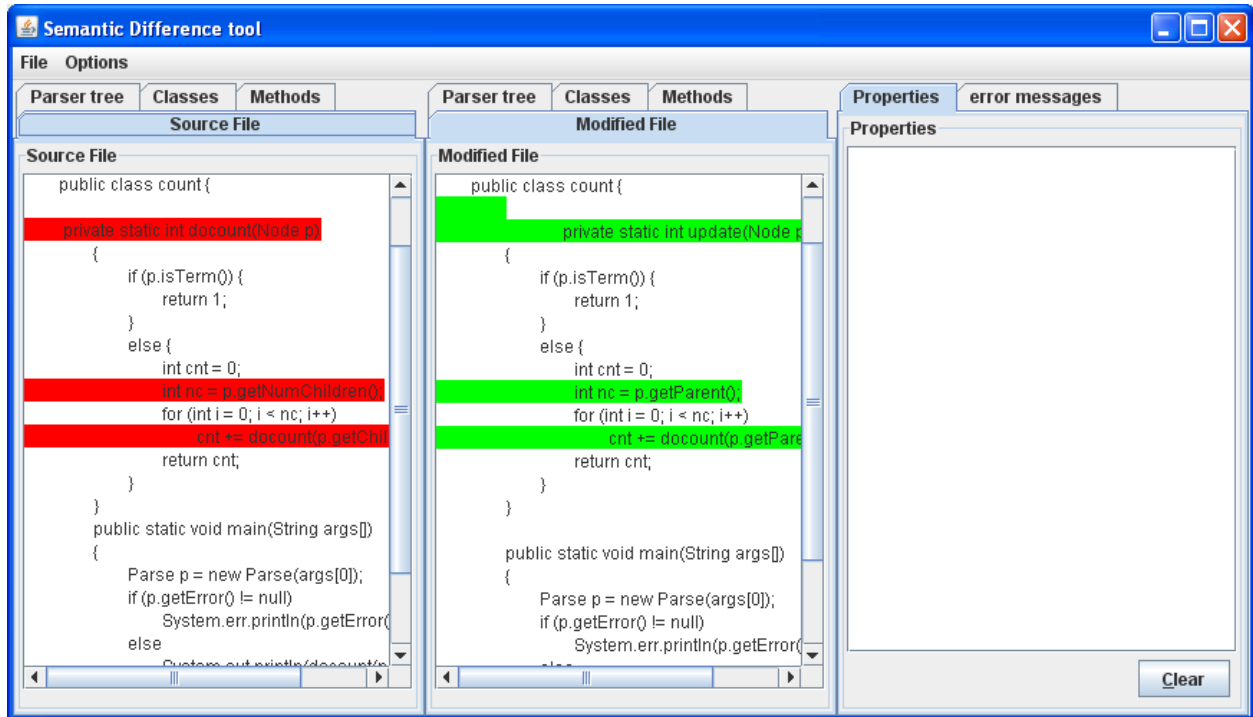 Semantic Difference tool
File Options
Parser tree Classes Methods
Source File
Source File
public class count{
private static int docount(Node p)
{
if (p.isTerm()) {
return 1;
}
else {
int cnt = 0;
int nc = p.getNumChildren();
for (int i = 0; i < nc; i++)
cnt += docount(p.getChil
return cnt;
}
}
public static void main(String args[])
{
Parse p = new Parse(args[0]);
if (p.getError() != null)
System.err.println(p.getError(
else
Parser tree Classes Methods
Modified File
Modified File
public class count{
private static int update(Node p
{
if (p.isTerm()) {
return 1;
}
else {
int cnt = 0;
int nc = p.getParent();
for (int i = 0; i < nc; i++)
cnt += docount(p.getPare
return cnt;
}
}
public static void main(String args[])
{
Parse p = new Parse(args[0]);
if (p.getError() != null)
System.err.println(p.getError(
Properties error messages
Properties
Clear